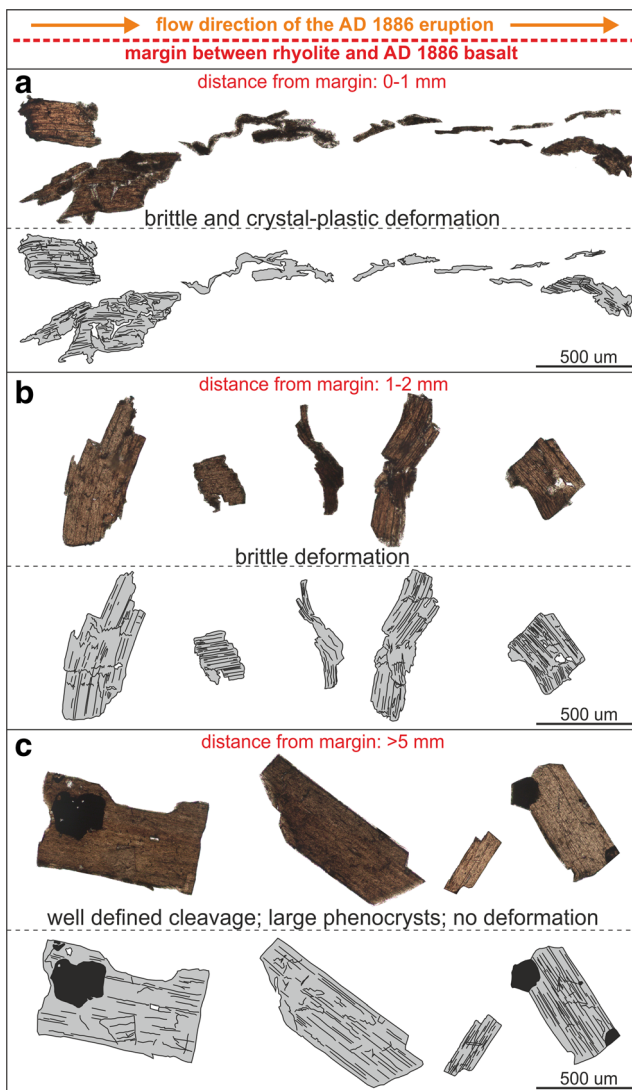 flow direction of the AD 1886 eruption
margin between rhyolite and AD 1886 basalt
a
distance from margin: 0-1 mm
brittle and crystal-plastic deformation
500 um
b
distance from margin: 1-2 mm
brittle deformation
500 um
c
distance from margin: >5 mm
well defined cleavage; large phenocrysts; no deformation
500 um